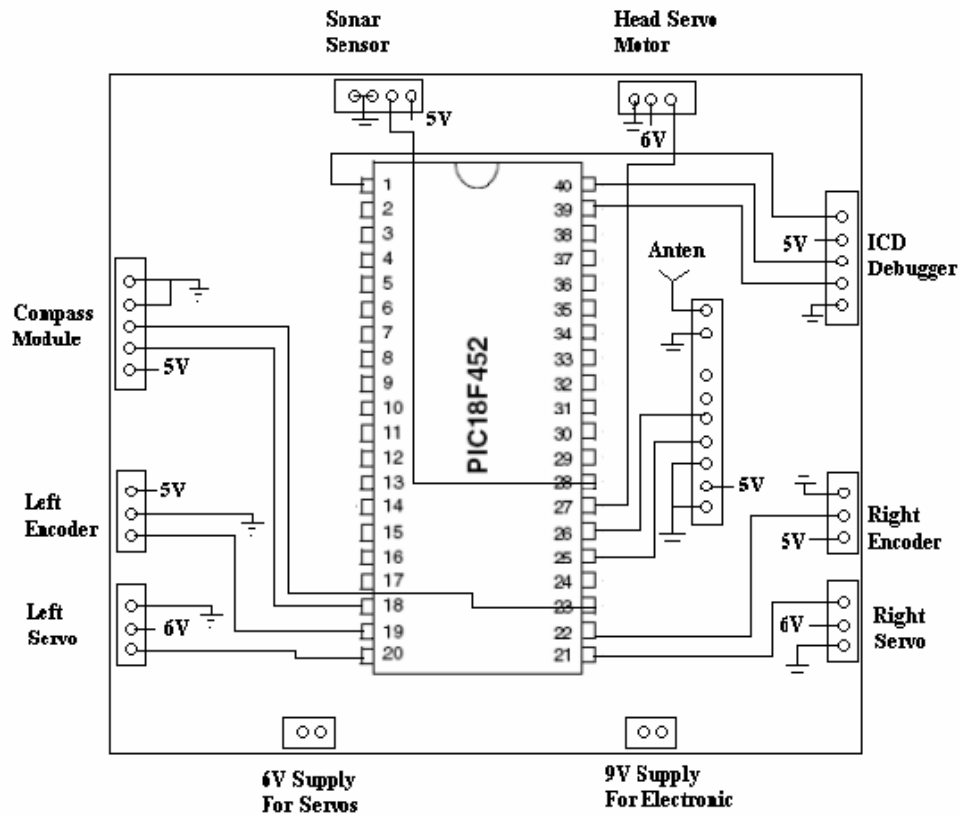 Sonar
Sensor
Head Servo
Motor
5V
6V
1
2
3
4
5
6
7
8
9
10
11
12
13
14
15
16
17
18
19
20
PIC18F452
40
39
38
37
36
35
34
33
32
31
30
29
28
27
26
25
24
23
22
21
Anten
5V
5V
ICD
Debugger
Compass
Module
5V
Left
Encoder
5V
Left
Servo
6V
Right
Encoder
5V
Right
Servo
6V
6V Supply
For Servos
9V Supply
For Electronic